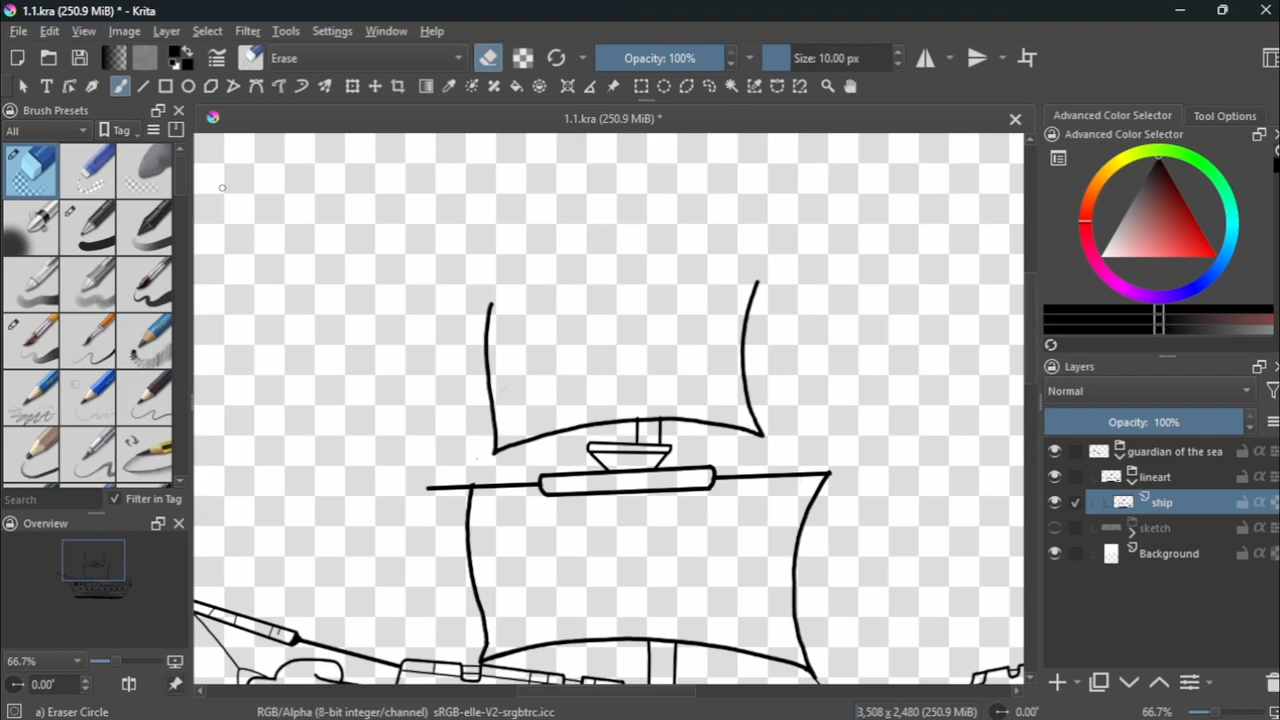 1.1.kra (250.9 MiB) * - Krita
File Edit View Image Layer Select Filter Tools Settings Window Help
Erase Opacity: 100% Size: 10.00 px
Brush Presets
1.1.kra (250.9 MiB) *
Advanced Color Selector Tool Options
All Tag
Advanced Color Selector
Layers
Normal
Opacity: 100%
guardian of the sea
lineart
ship
sketch
Background
Search Filter in Tag
Overview
66.7%
0.00°
a) Eraser Circle RGB/Alpha (8-bit integer/channel) sRGB-elle-V2-srgbtrc.icc 3,508 x 2,480 (250.9 MiB) 0.00° 66.7%